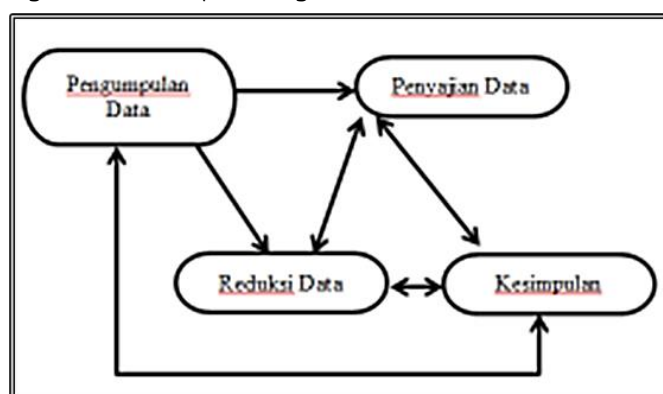 Pengumpulan
Data
Penyajian Data
Reduksi Data
Kesimpulan